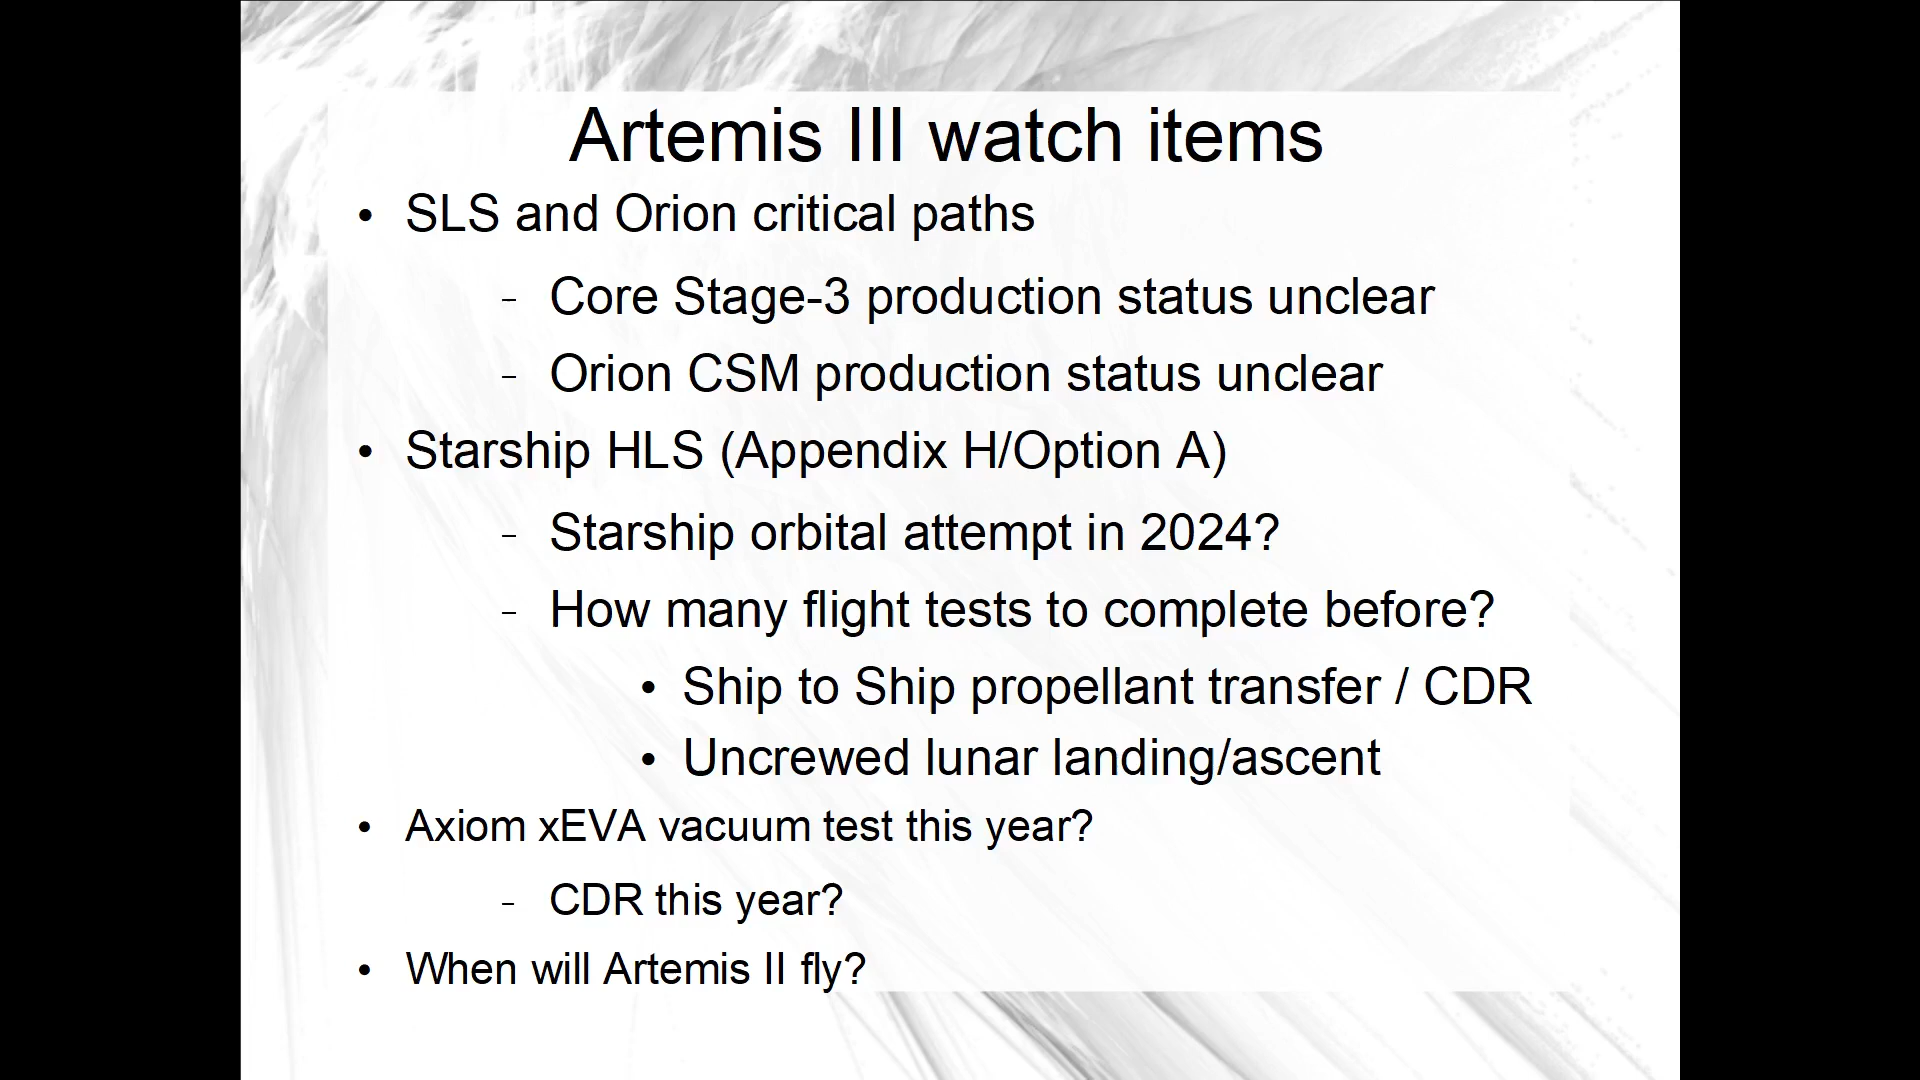 Artemis III watch items
• SLS and Orion critical paths
– Core Stage-3 production status unclear
– Orion CSM production status unclear
• Starship HLS (Appendix H/Option A)
– Starship orbital attempt in 2024?
– How many flight tests to complete before?
• Ship to Ship propellant transfer / CDR
• Uncrewed lunar landing/ascent
• Axiom xEVA vacuum test this year?
– CDR this year?
• When will Artemis II fly?